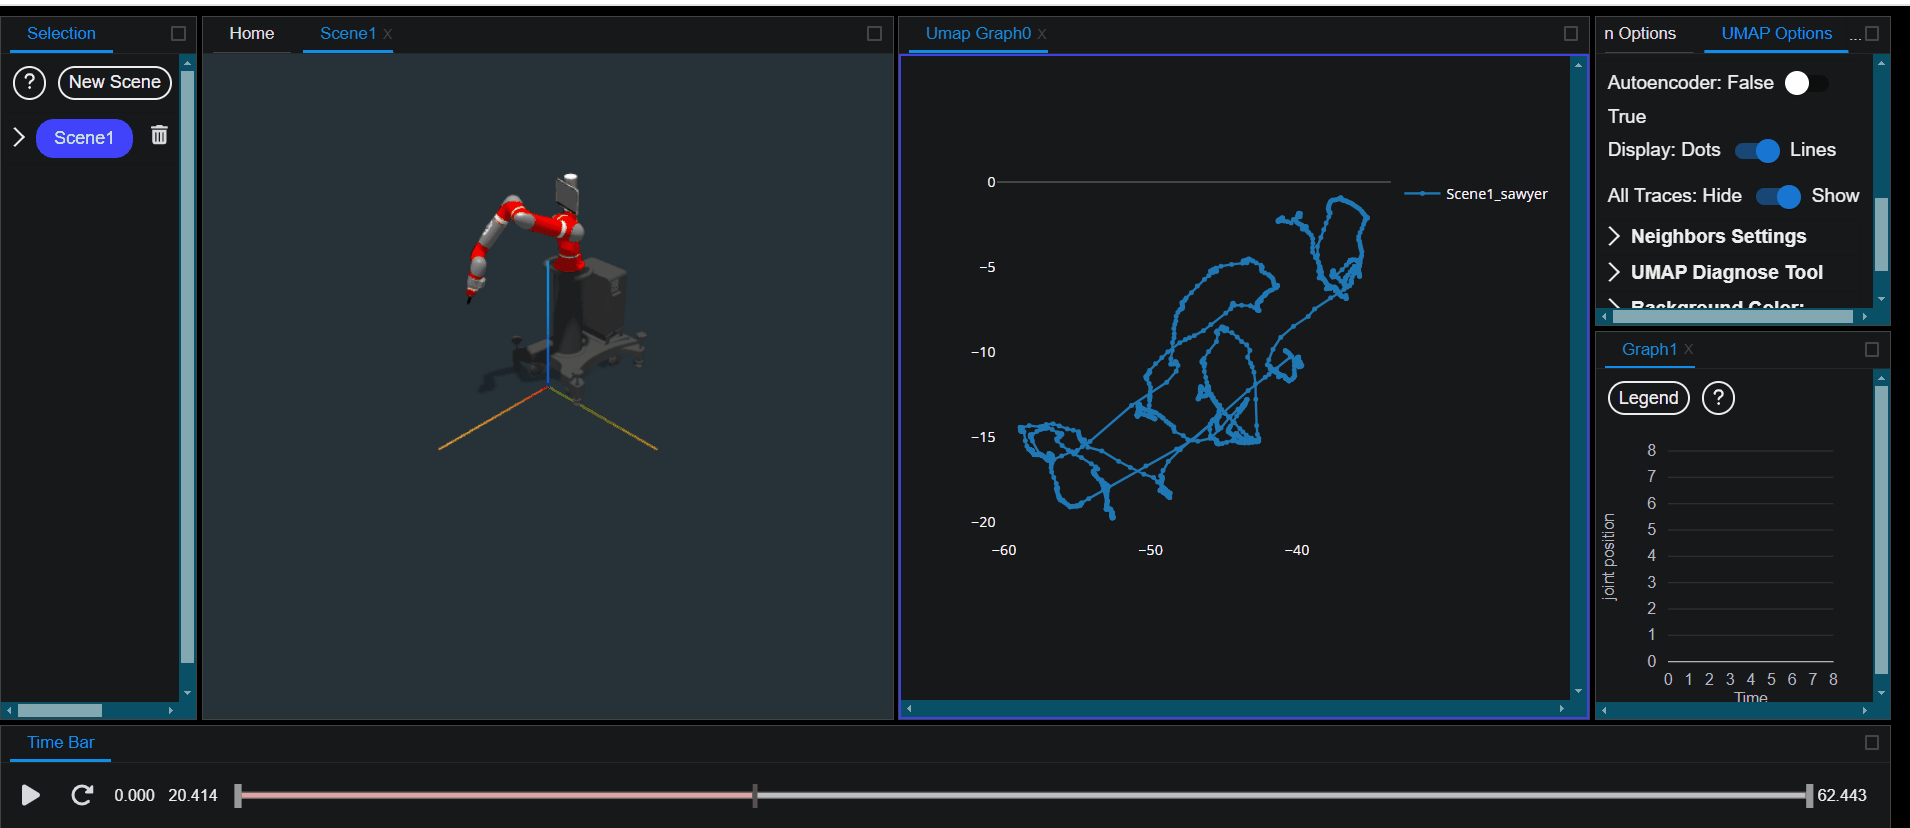 Selection
?
New Scene
Scene1
Home
Scene1 X
Umap Graph0 X
0
−5
−10
−15
−20
−60
−50
−40
Scene1_sawyer
n Options
UMAP Options
...
Autoencoder: False
True
Display: Dots
Lines
All Traces: Hide
Show
Neighbors Settings
UMAP Diagnose Tool
Background Color:
Graph1 X
Legend
?
8
7
6
5
4
3
2
1
0
joint position
0 1 2 3 4 5 6 7 8
Time
Time Bar
0.000
20.414
62.443